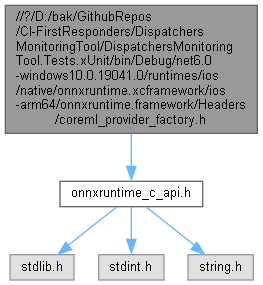 //?/D:/bak/GithubRepos
/CI-FirstResponders/Dispatchers
MonitoringTool/DispatchersMonitoring
Tool.Tests.xUnit/bin/Debug/net6.0
-windows10.0.19041.0/runtimes/ios
/native/onnxruntime.xcframework/ios
-arm64/onnxruntime.framework/Headers
/coreml_provider_factory.h
onnxruntime_c_api.h
stdlib.h
stdint.h
string.h